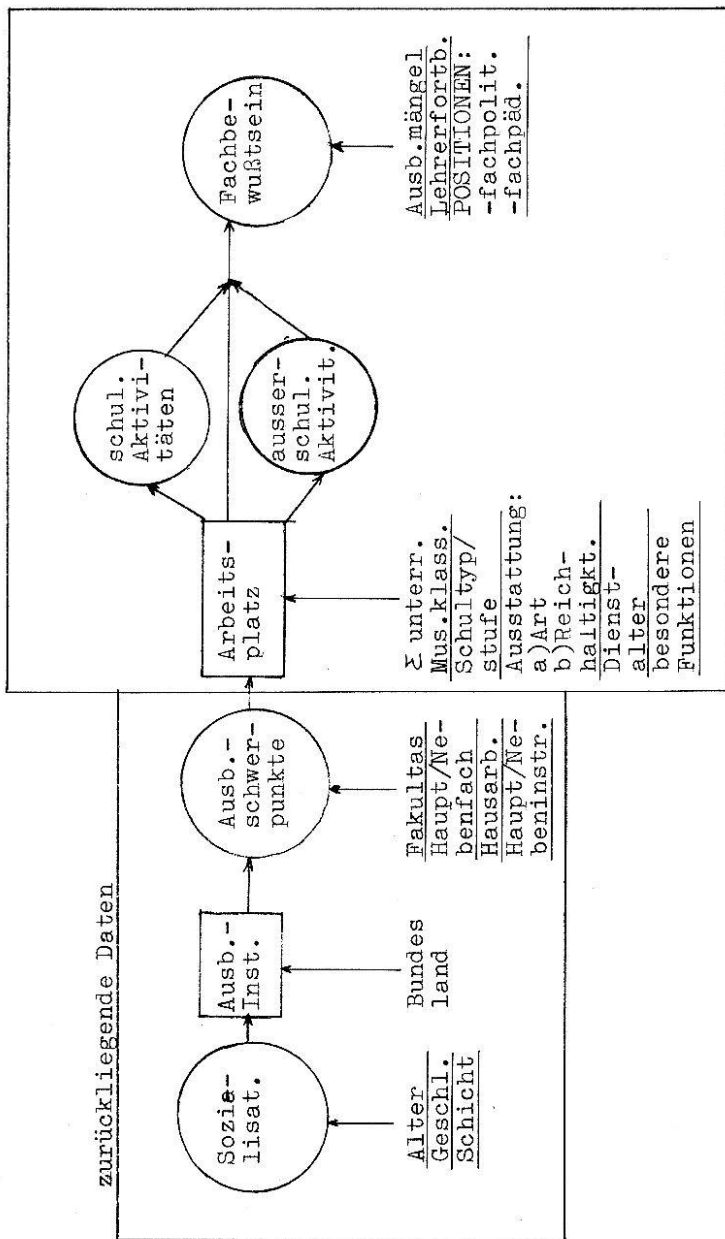 zurückliegende Daten
Sozia-
lisat.
Ausb.-
Inst.
Ausb.-
schwer-
punkte
Arbeits-
platz
schul.
Aktivi-
täten
ausser-
schul.
Aktivit.
Fachbe-
wußtsein
Alter
Geschl.
Schicht
Bundes
land
Fakultas
Haupt/Ne-
benfach
Hausarb.
Haupt/Ne-
beninstr.
Σ unterr.
Mus.klass.
Schultyp/
stufe
Ausstattung:
a)Art
b)Reich-
haltigkt.
Dienst-
alter
besondere
Funktionen
Ausb.mängel
Lehrerfortb.
POSITIONEN:
-fachpolit.
-fachpäd.